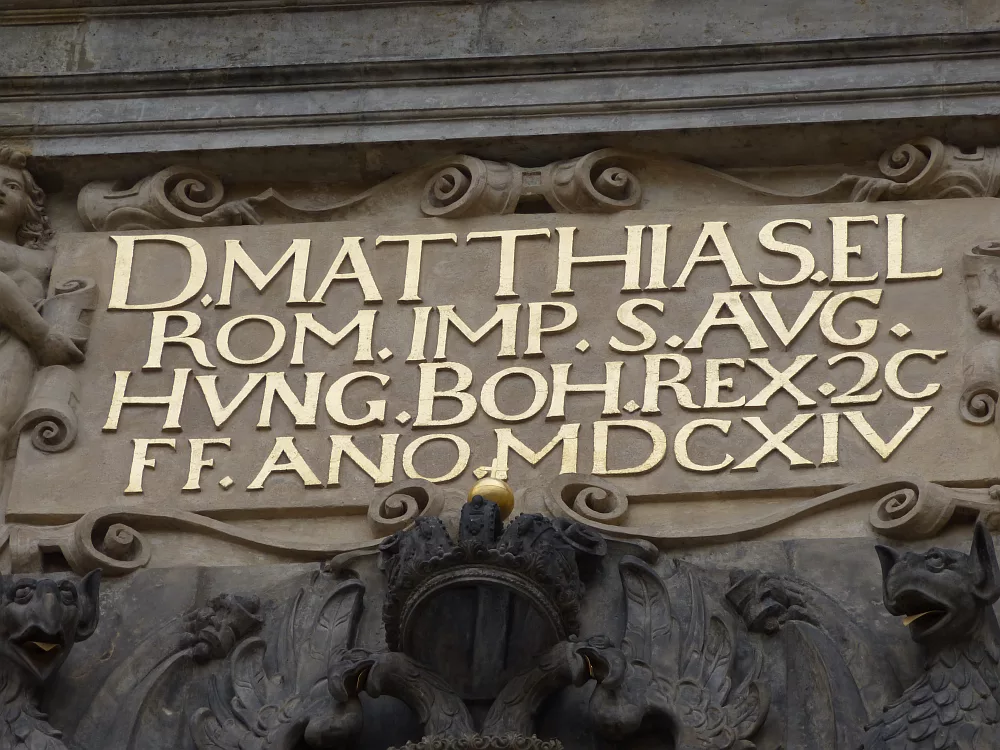 D.MATTHIAS.EL
ROM.IMP.S.AVG.
HVNG.BOH.REX.2C
FF.ANO.MDCXIV